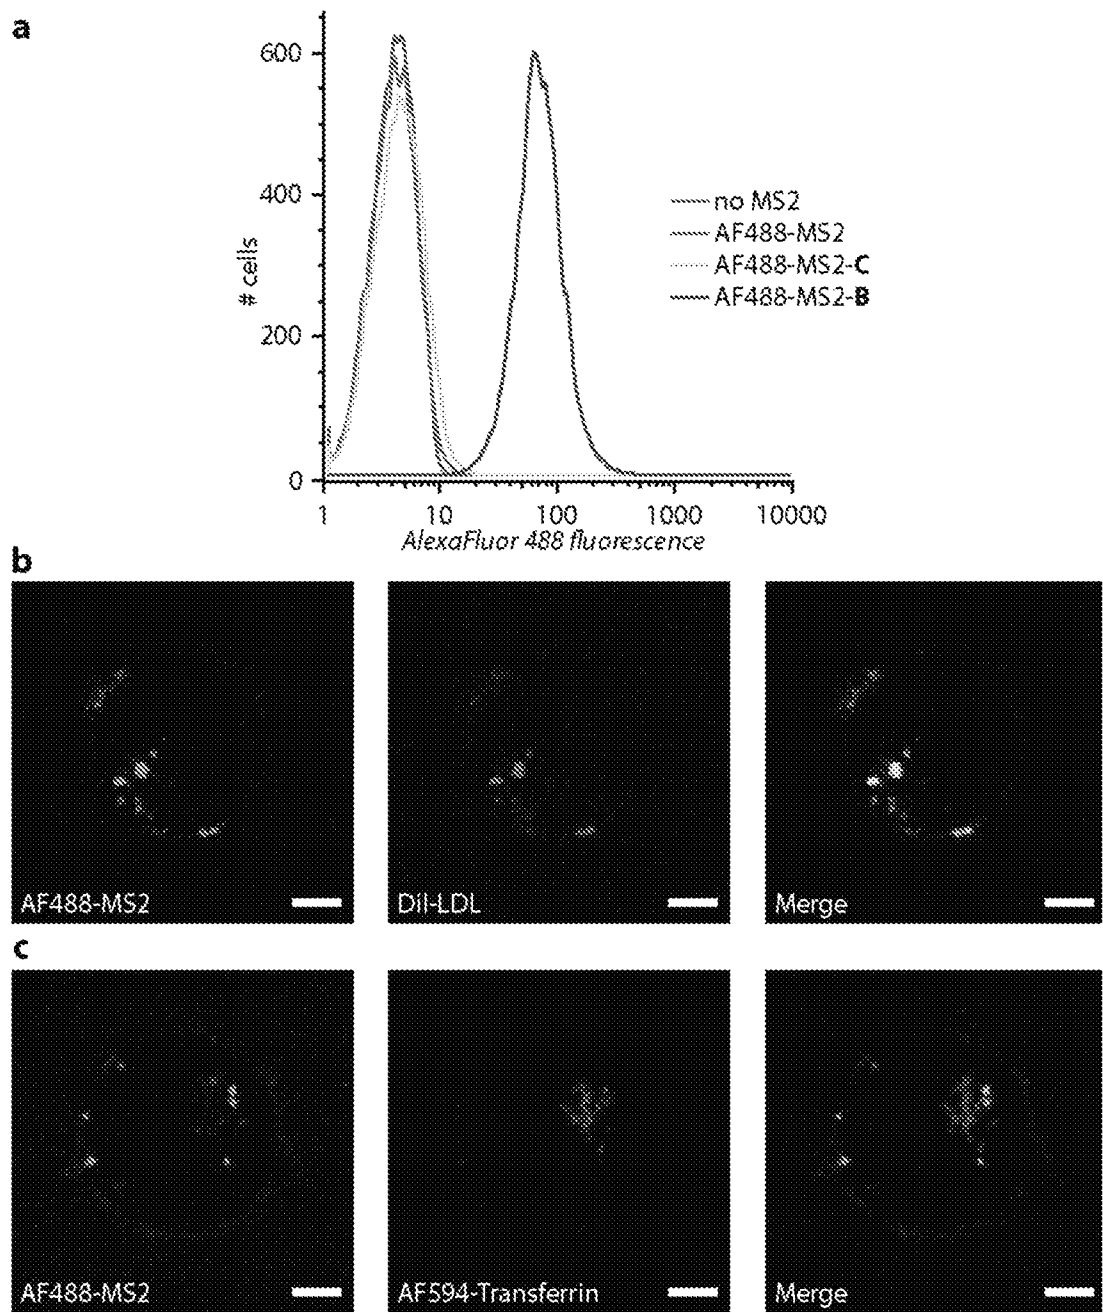 a
600
400
200
0
# cells
no MS2
AF488-MS2
AF488-MS2-C
AF488-MS2-B
1 10 100 1000 10000
AlexaFluor 488 fluorescence
b
AF488-MS2 DiI-LDL Merge
c
AF488-MS2 AF594-Transferrin Merge